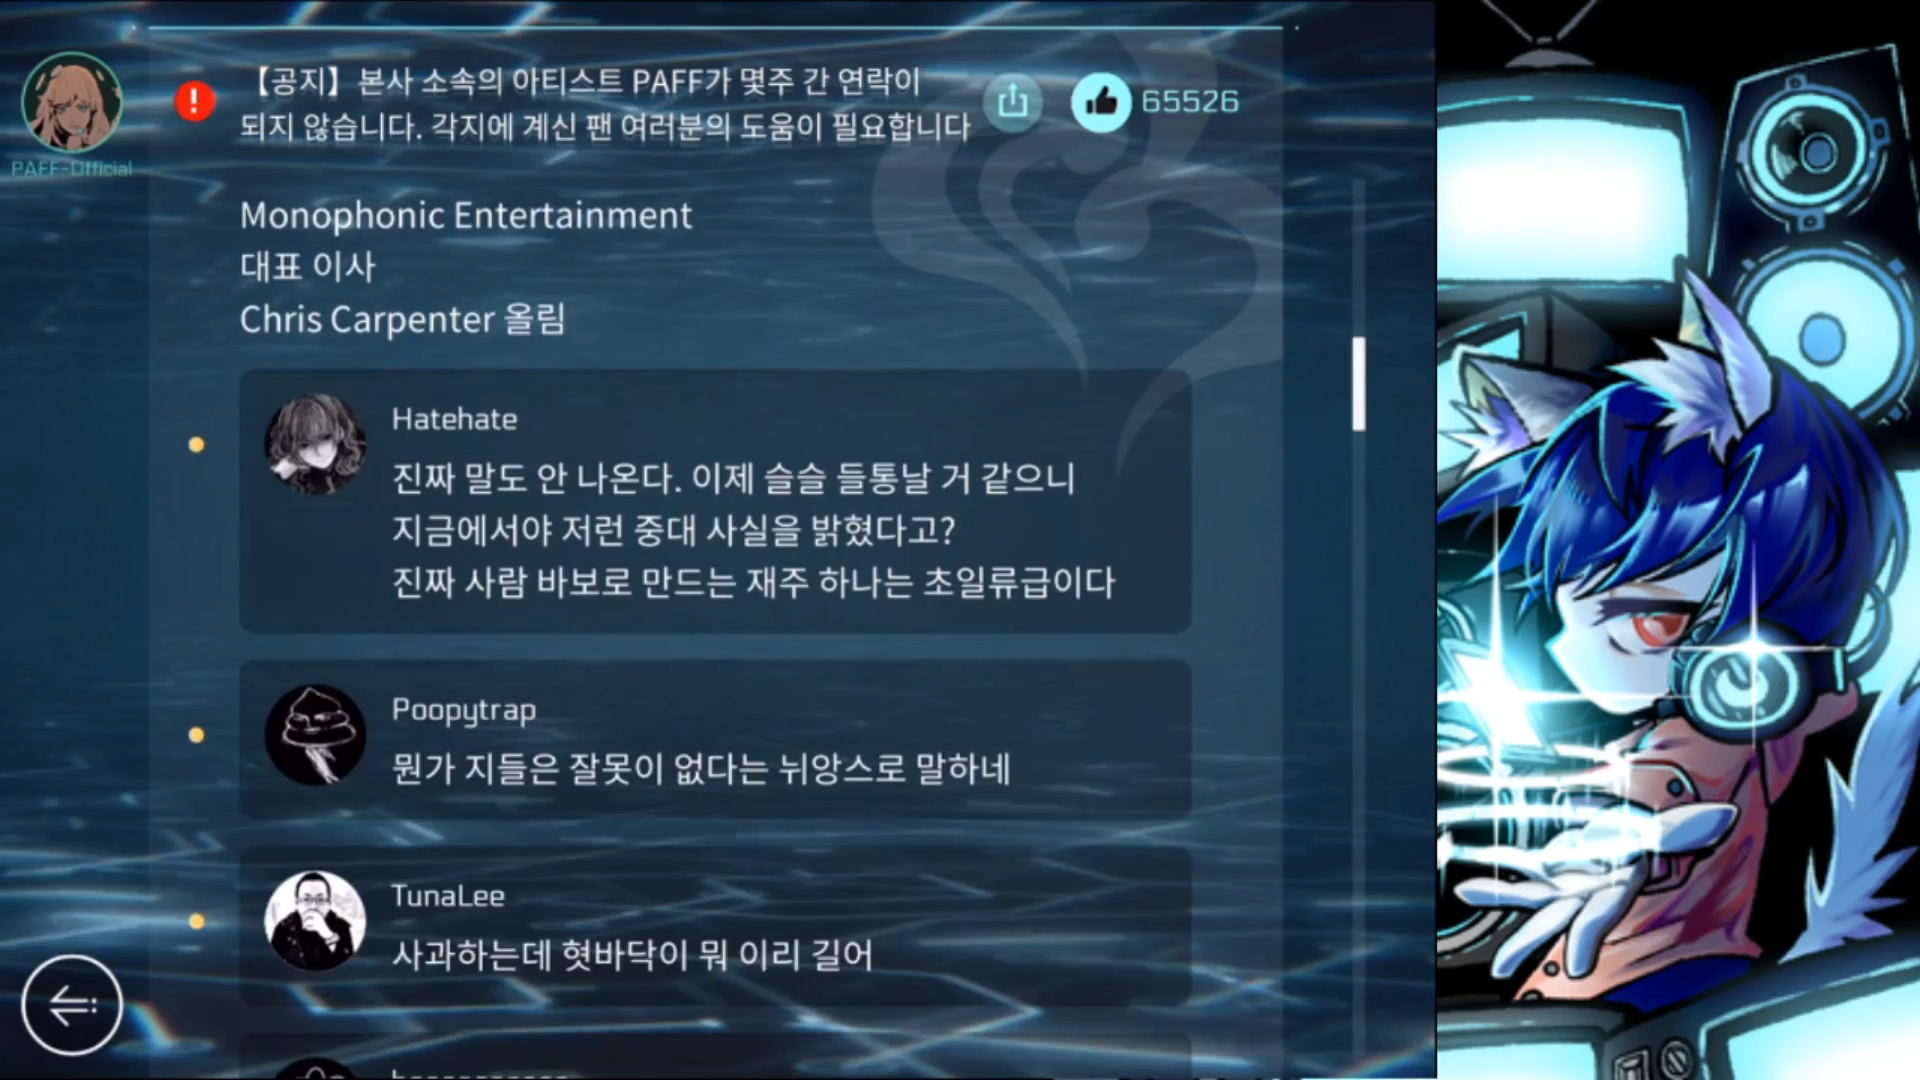 【공지】본사 소속의 아티스트 PAFF가 몇주 간 연락이
되지 않습니다. 각지에 계신 팬 여러분의 도움이 필요합니다
65526
PAFF-Official
Monophonic Entertainment
대표 이사
Chris Carpenter 올림
Hatehate
진짜 말도 안 나온다. 이제 슬슬 들통날 거 같으니
지금에서야 저런 중대 사실을 밝혔다고?
진짜 사람 바보로 만드는 재주 하나는 초일류급이다
Poopytrap
뭔가 지들은 잘못이 없다는 뉘앙스로 말하네
TunaLee
사과하는데 혓바닥이 뭐 이리 길어